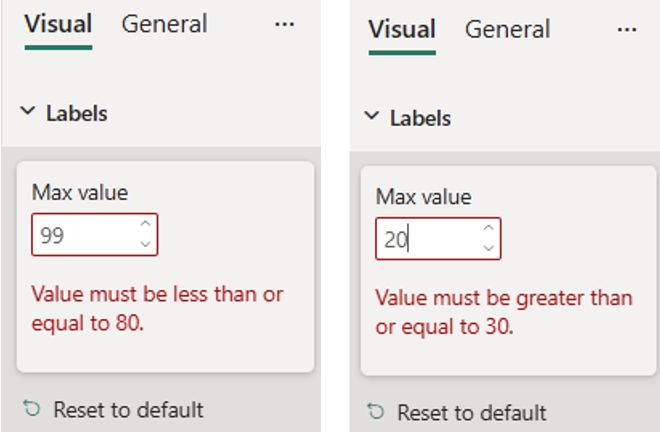 Visual General ...
Labels
Max value
99
Value must be less than or
equal to 80.
Reset to default
Visual General ...
Labels
Max value
20
Value must be greater than
or equal to 30.
Reset to default